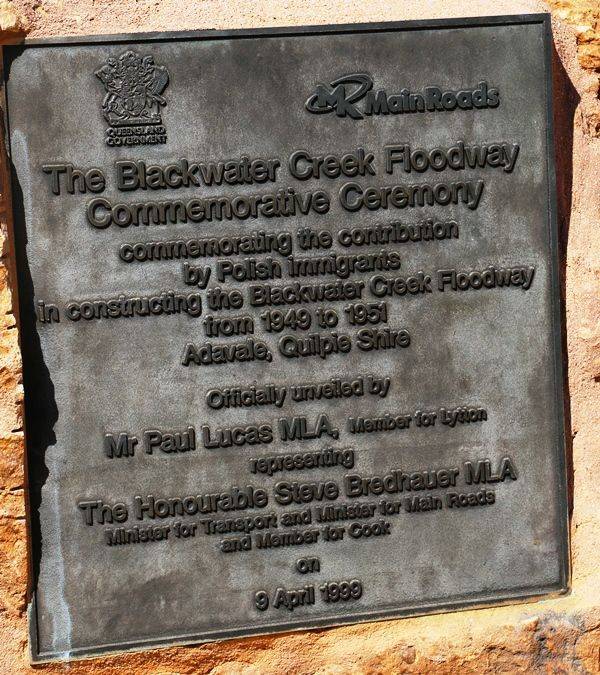 QUEENSLAND
GOVERNMENT
MR MainRoads
The Blackwater Creek Floodway
Commemorative Ceremony
commemorating the contribution
by Polish Immigrants
in constructing the Blackwater Creek Floodway
from 1949 to 1951
Adavale, Quilpie Shire
Officially unveiled by
Mr Paul Lucas MLA, Member for Lytton
representing
The Honourable Steve Bredhauer MLA
Minister for Transport and Minister for Main Roads
and Member for Cook
on
9 April 1999